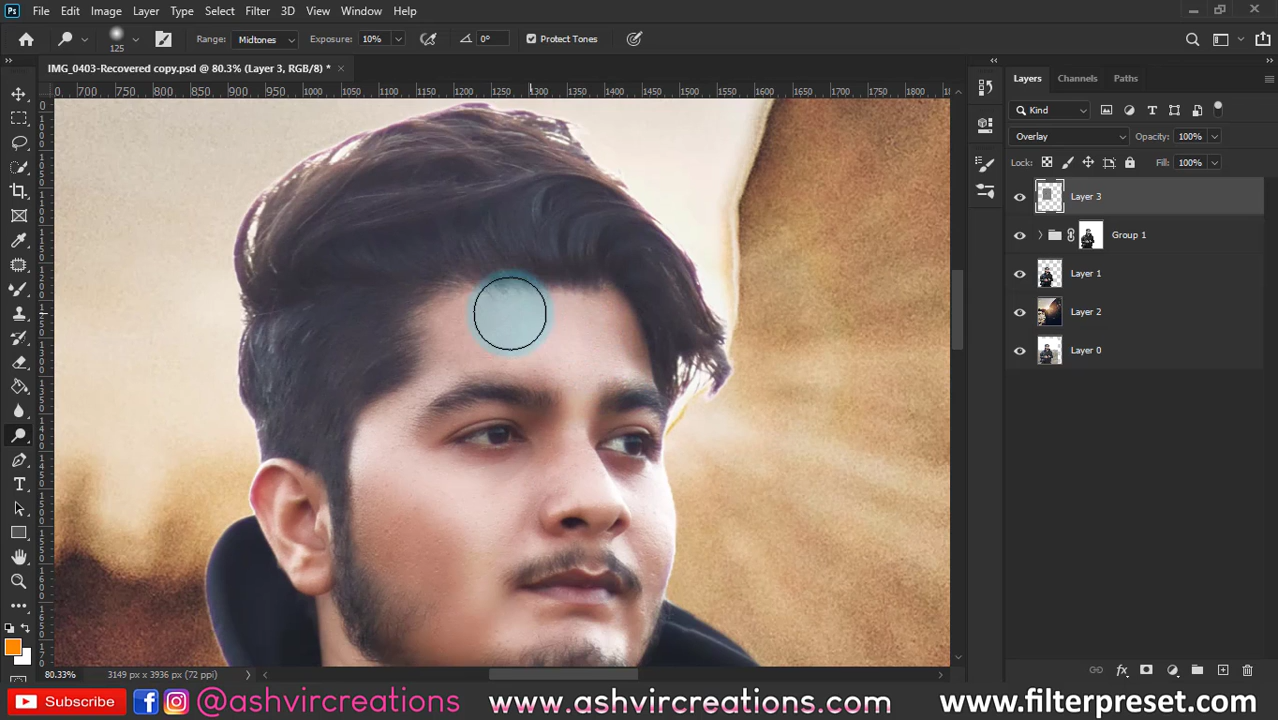 Ps File Edit Image Layer Type Select Filter 3D View Window Help
125 Range: Midtones Exposure: 10% 0° Protect Tones
IMG_0403-Recovered copy.psd @ 80.3% (Layer 3, RGB/8) * ×
0 700 750 800 850 900 950 1000 1050 1100 1150 1200 1250 1300 1350 1400 1450 1500 1550 1600 1650 1700 1750 1800
Layers Channels Paths
Kind
Overlay Opacity: 100%
Lock: Fill: 100%
Layer 3
Group 1
Layer 1
Layer 2
Layer 0
T
fx
80.33% 3149 px x 3936 px (72 ppi)
Subscribe f @ashvircreations www.ashvircreations.com www.filterpreset.com